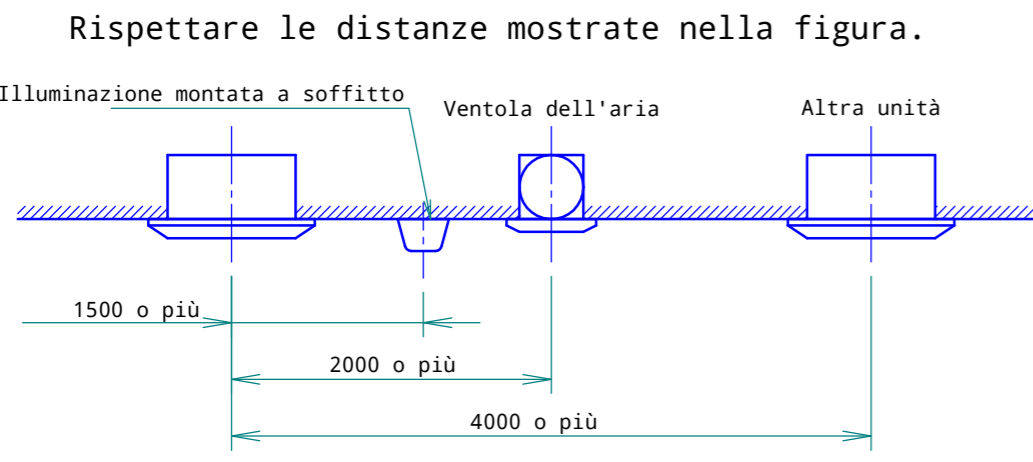 Rispettare le distanze mostrate nella figura.
Illuminazione montata a soffitto
Ventola dell'aria
Altra unità
1500 o più
2000 o più
4000 o più